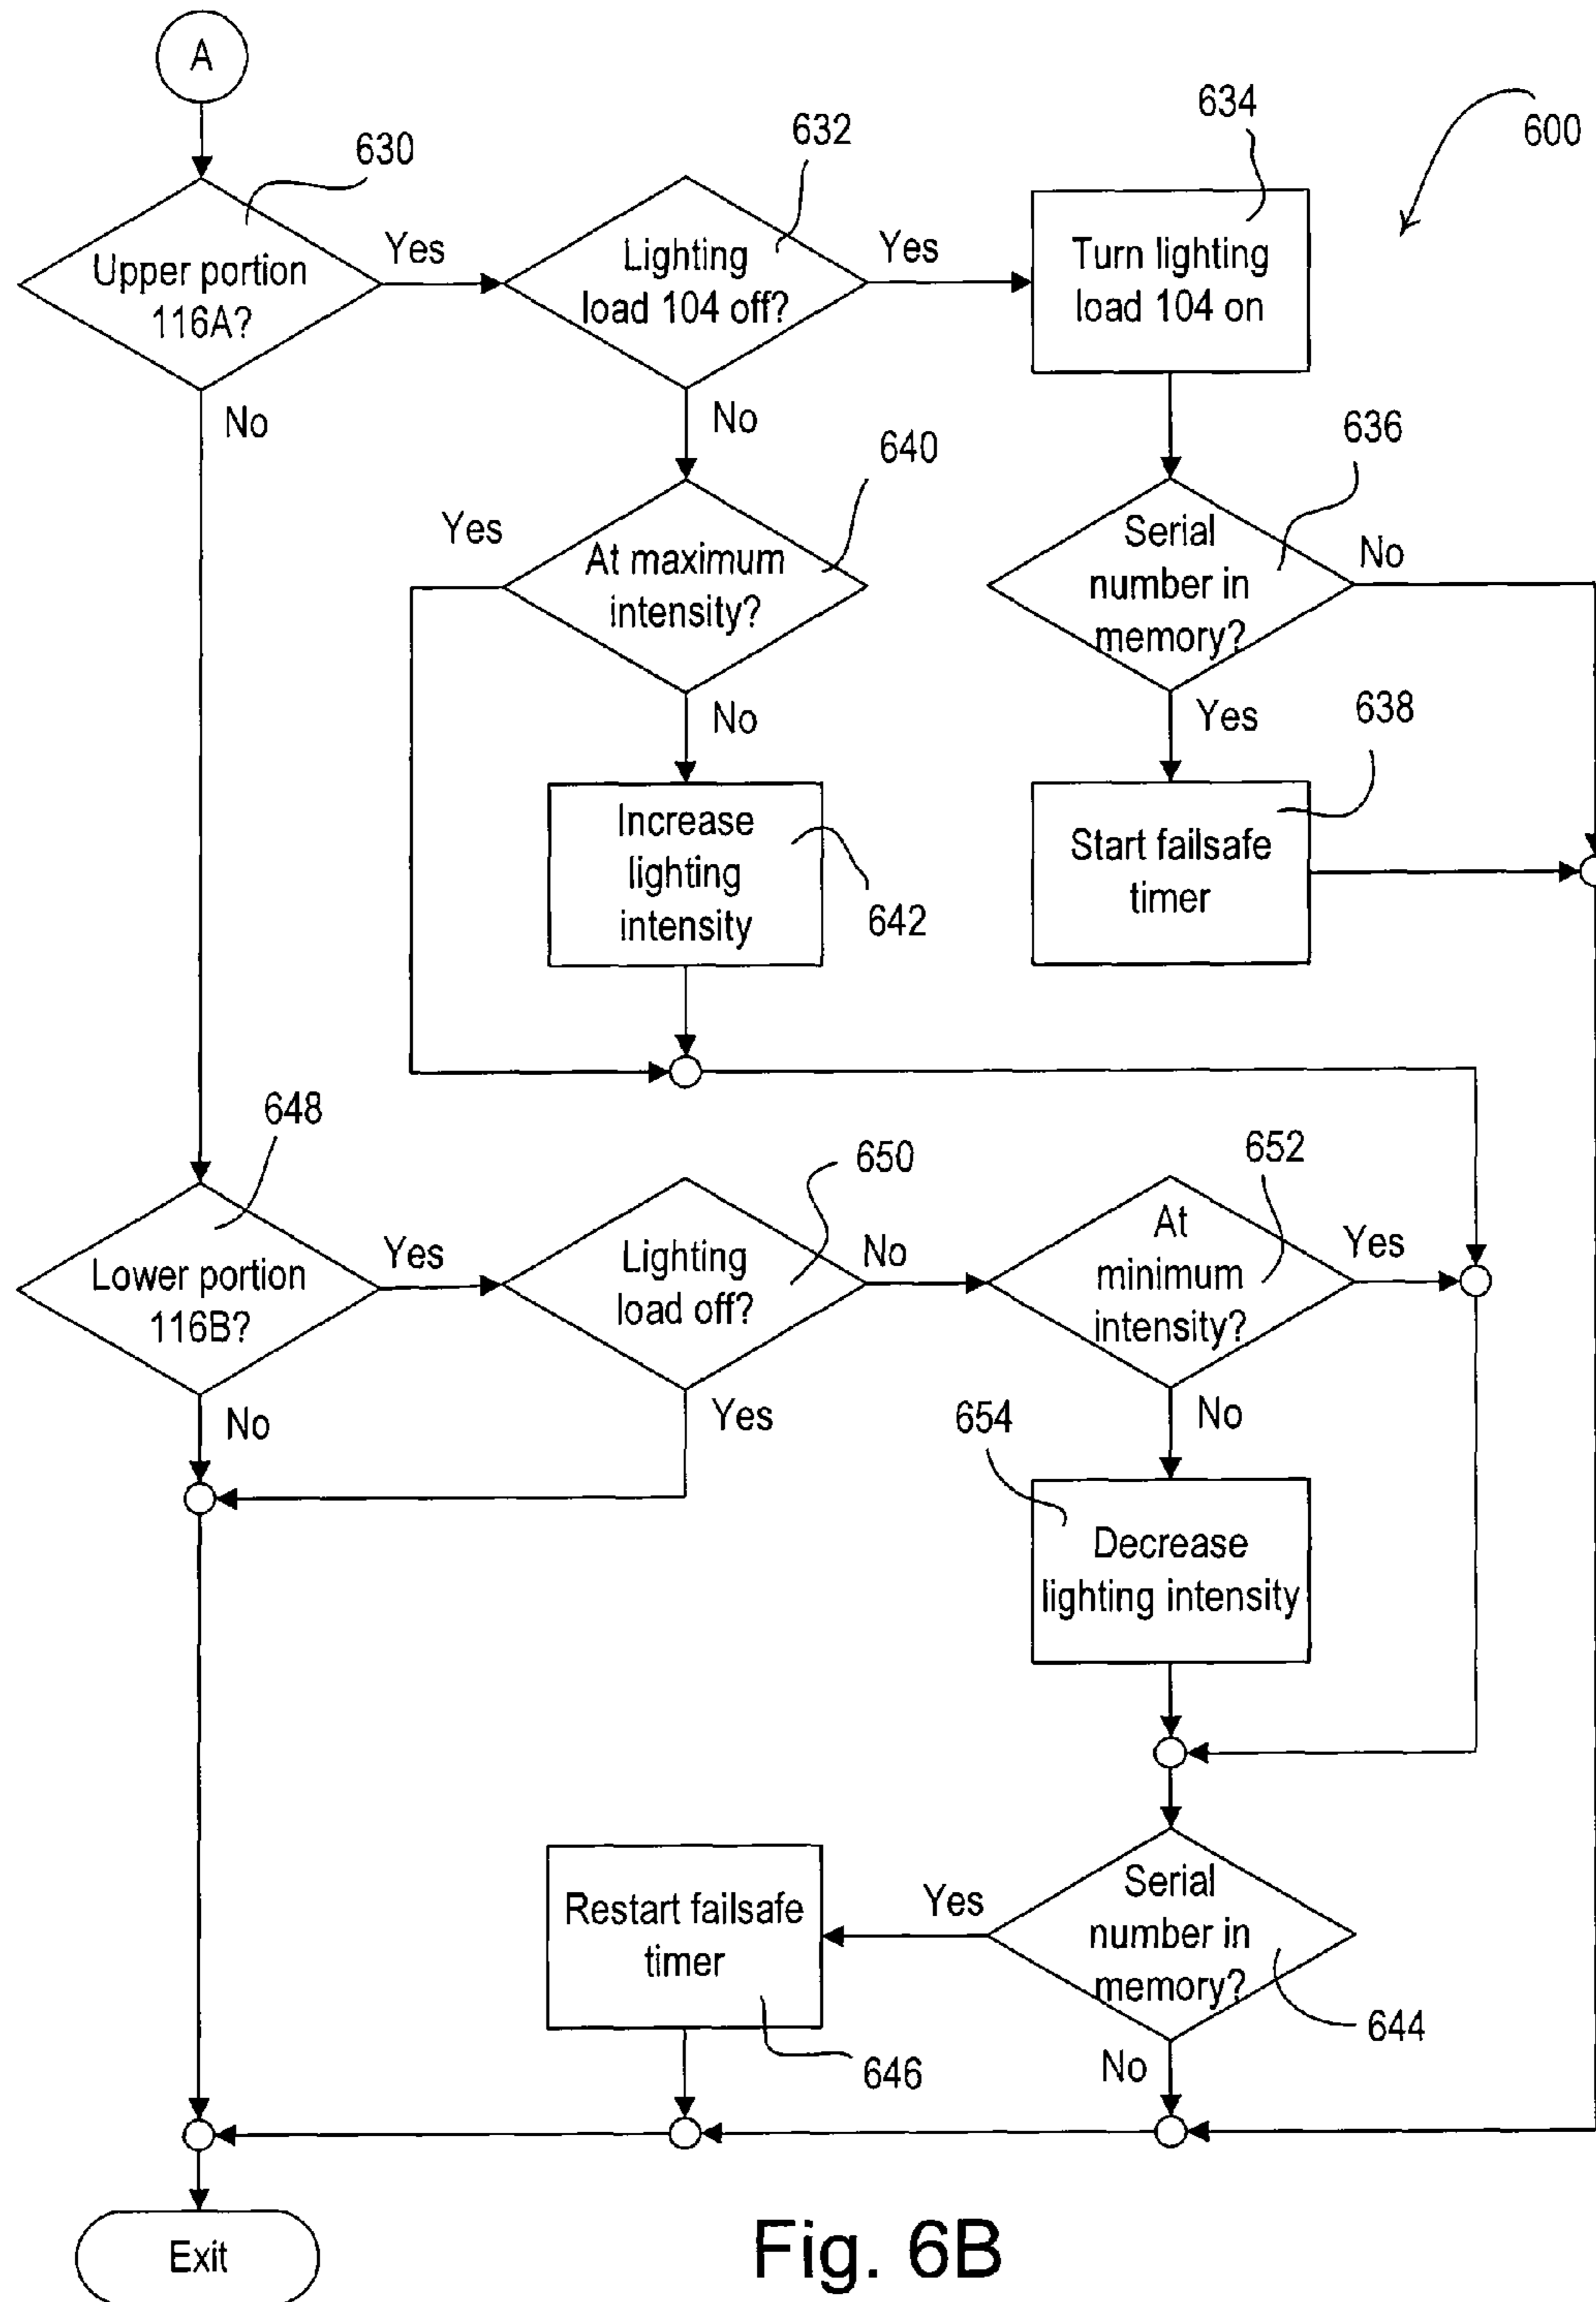 A
630
632
634
600
Upper portion
116A?
Yes
Lighting
load 104 off?
Yes
Turn lighting
load 104 on
No
No
640
636
Yes
At maximum
intensity?
Serial
number in
memory?
No
No
Yes
638
Increase
lighting
intensity
642
Start failsafe
timer
648
650
652
Lower portion
116B?
Yes
Lighting
load off?
No
At
minimum
intensity?
Yes
No
Yes
654
No
Decrease
lighting intensity
Restart failsafe
timer
Yes
Serial
number in
memory?
644
646
No
Exit
Fig. 6B